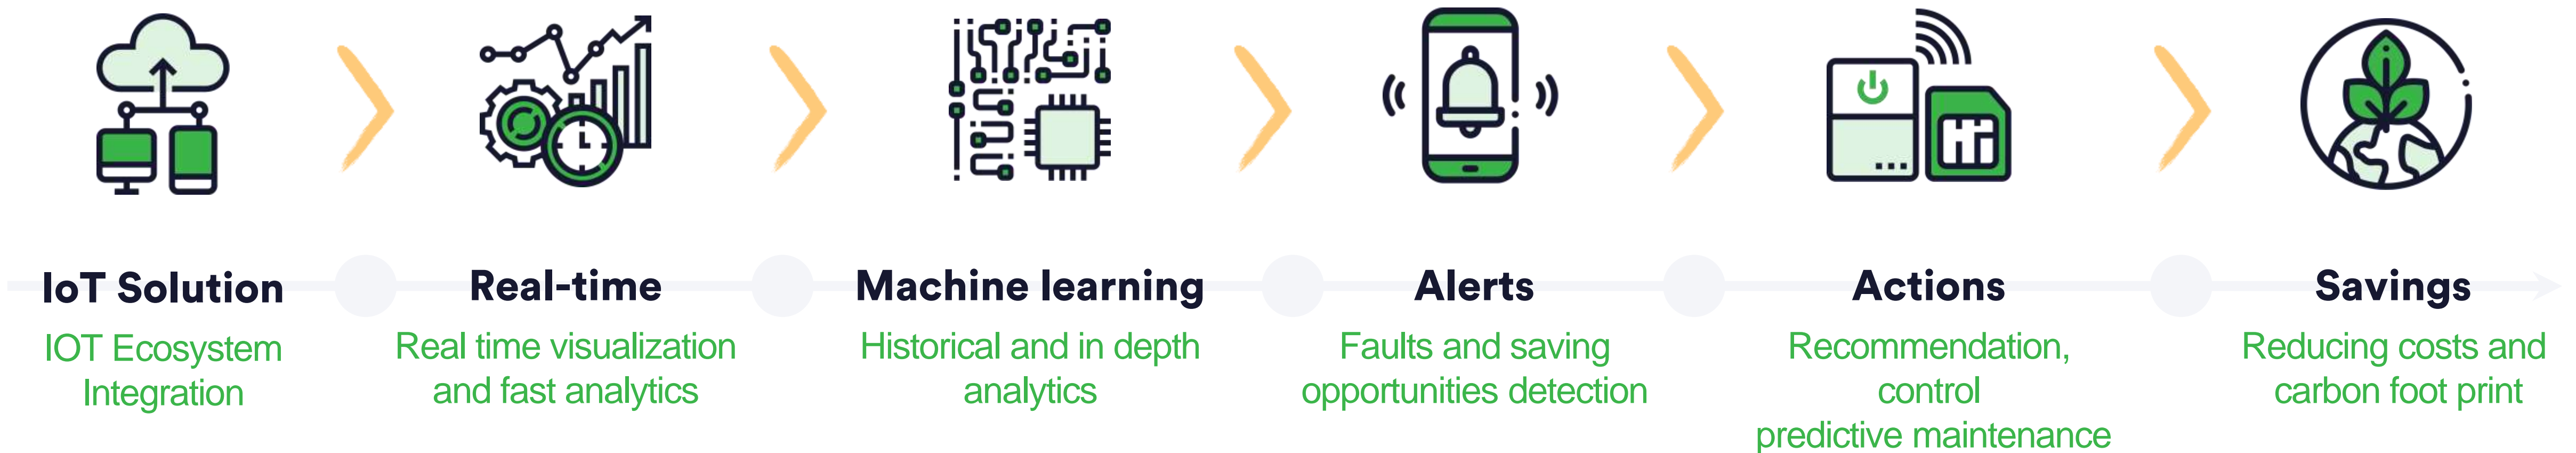 IoT Solution
IOT Ecosystem
Integration
Real-time
Real time visualization
and fast analytics
Machine learning
Historical and in depth
analytics
Alerts
Faults and saving
opportunities detection
Actions
Recommendation,
control
predictive maintenance
Savings
Reducing costs and
carbon foot print